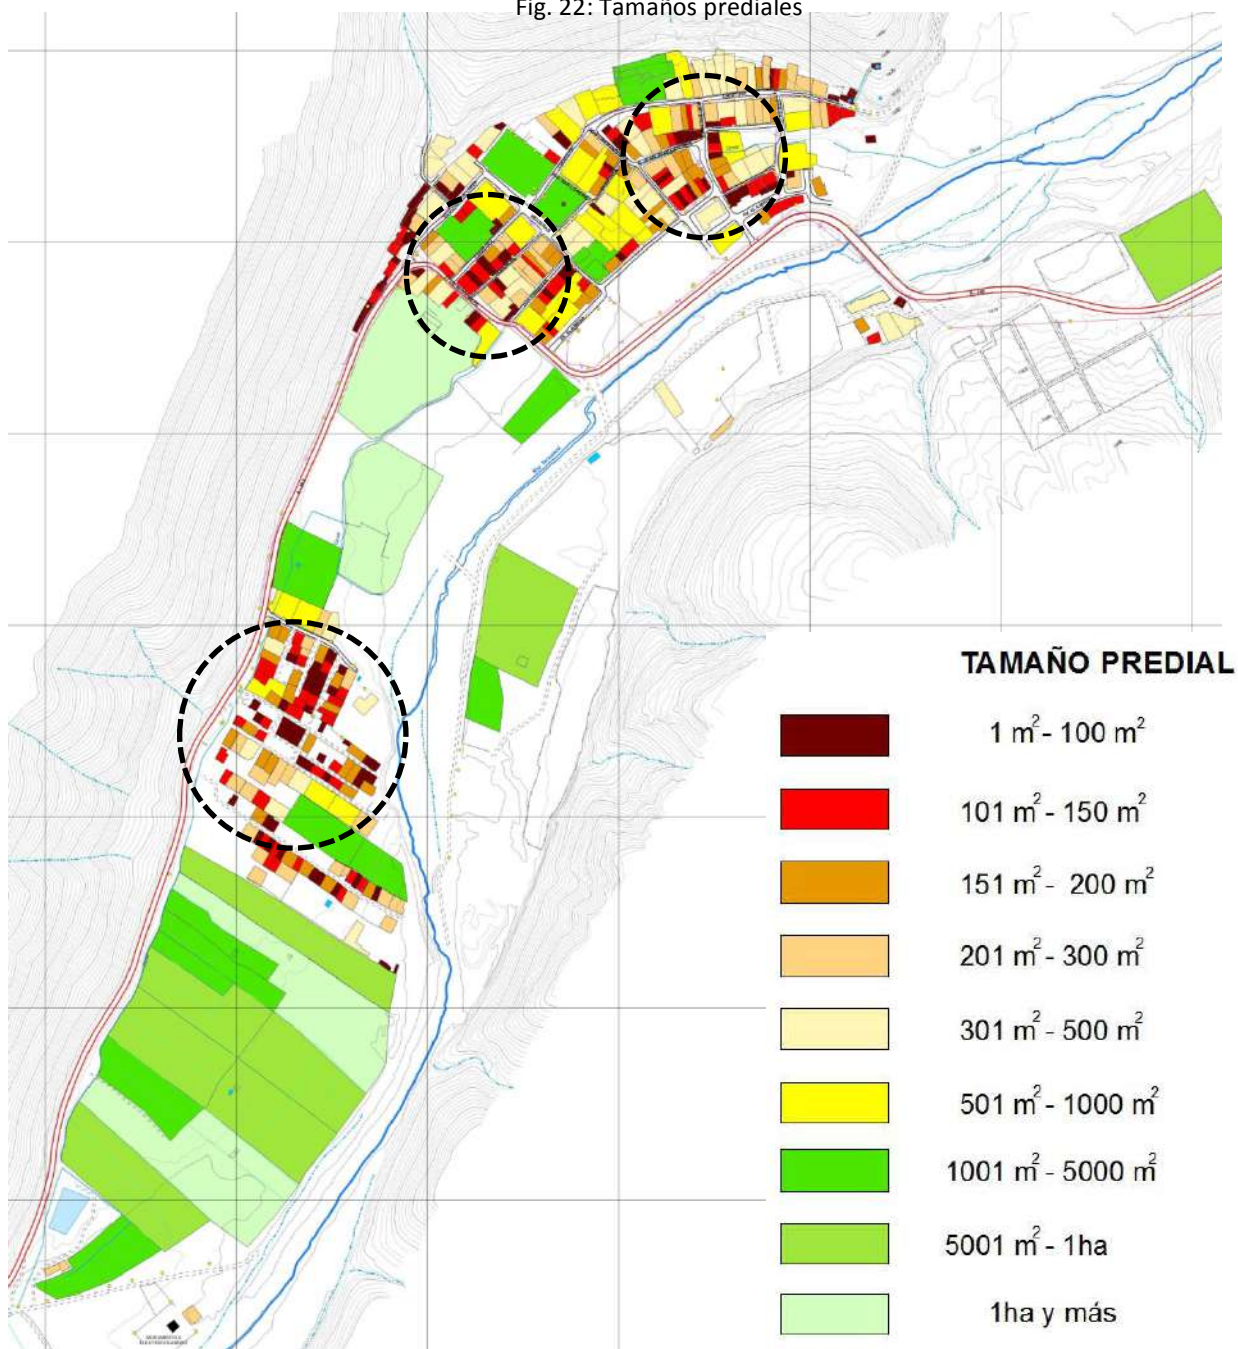 Fig. 22: Tamaños prediales
TAMAÑO PREDIAL
1 m² - 100 m²
101 m² - 150 m²
151 m² - 200 m²
201 m² - 300 m²
301 m² - 500 m²
501 m² - 1000 m²
1001 m² - 5000 m²
5001 m² - 1ha
1ha y más